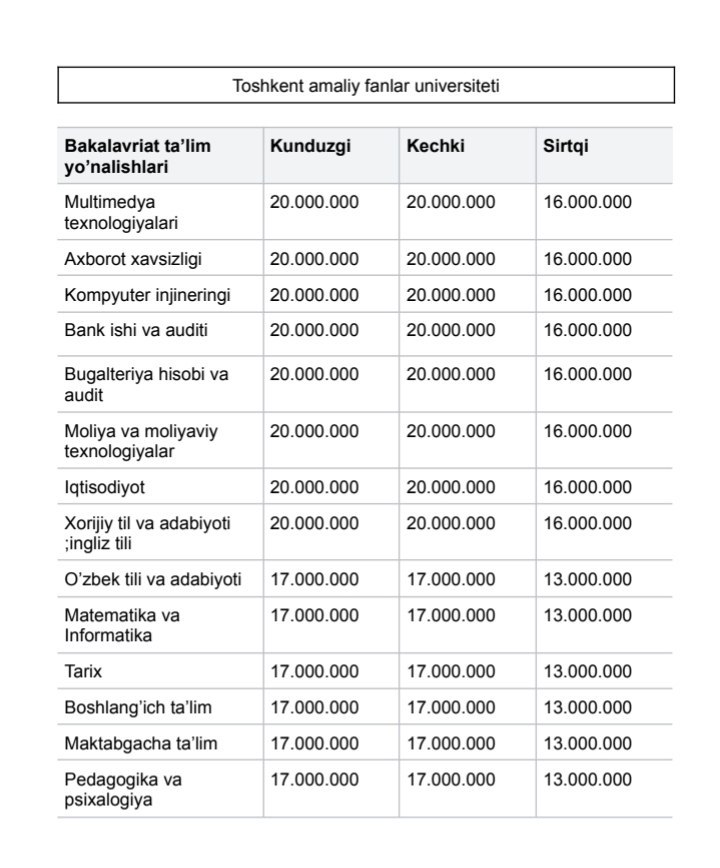 Toshkent amaliy fanlar universiteti
Bakalavriat ta’lim yo’nalishlari Kunduzgi Kechki Sirtqi
Multimedya texnologiyalari 20.000.000 20.000.000 16.000.000
Axborot xavsizligi 20.000.000 20.000.000 16.000.000
Kompyuter injineringi 20.000.000 20.000.000 16.000.000
Bank ishi va auditi 20.000.000 20.000.000 16.000.000
Bugalteriya hisobi va audit 20.000.000 20.000.000 16.000.000
Moliya va moliyaviy texnologiyalar 20.000.000 20.000.000 16.000.000
Iqtisodiyot 20.000.000 20.000.000 16.000.000
Xorijiy til va adabiyoti ;ingliz tili 20.000.000 20.000.000 16.000.000
O’zbek tili va adabiyoti 17.000.000 17.000.000 13.000.000
Matematika va Informatika 17.000.000 17.000.000 13.000.000
Tarix 17.000.000 17.000.000 13.000.000
Boshlang’ich ta’lim 17.000.000 17.000.000 13.000.000
Maktabgacha ta’lim 17.000.000 17.000.000 13.000.000
Pedagogika va psixalogiya 17.000.000 17.000.000 13.000.000